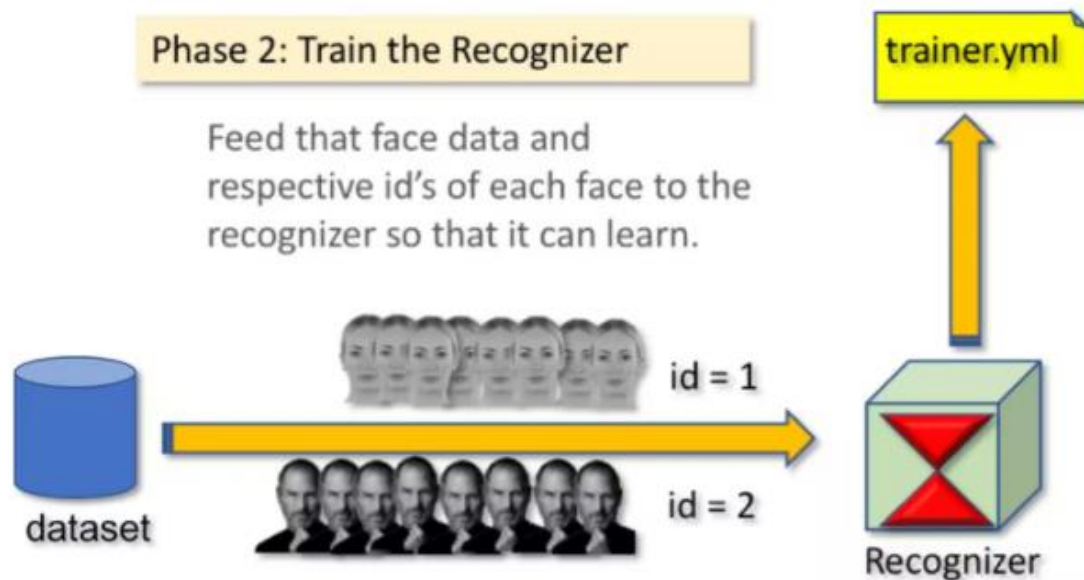 Phase 2: Train the Recognizer
trainer.yml
Feed that face data and
respective id's of each face to the
recognizer so that it can learn.
id = 1
id = 2
dataset
Recognizer